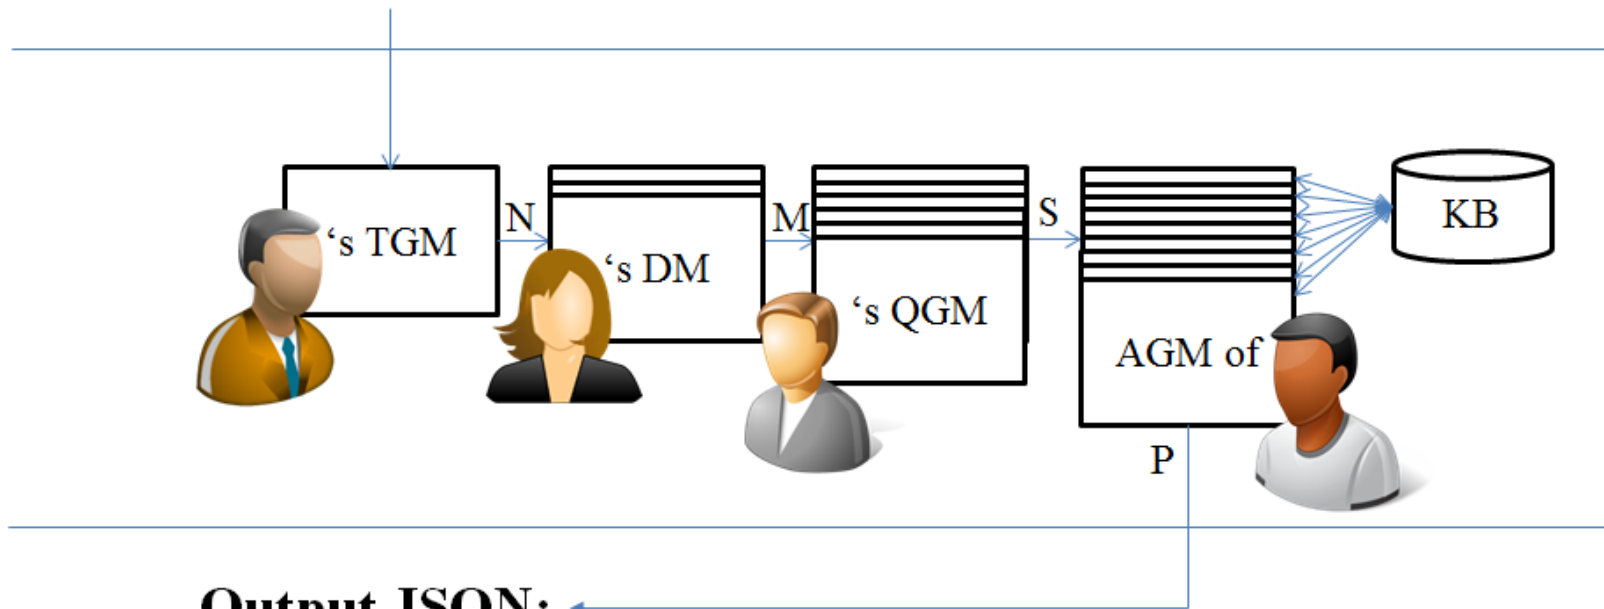 ‘s TGM
N
‘s DM
M
‘s QGM
S
AGM of
KB
P
Output JSON: